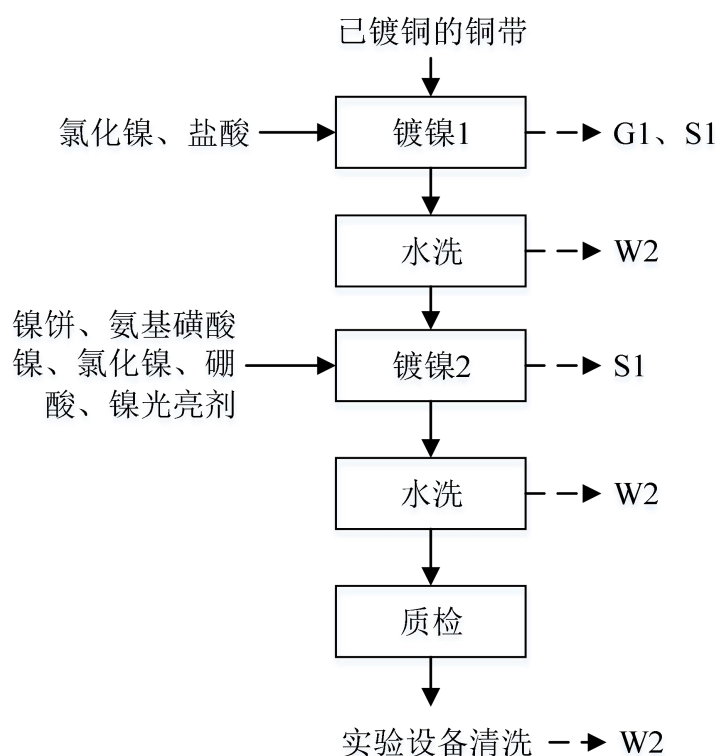 已镀铜的铜带
氯化镍、盐酸
镀镍1
G1、S1
水洗
W2
镍饼、氨基磺酸
镍、氯化镍、硼
酸、镍光亮剂
镀镍2
S1
水洗
W2
质检
实验设备清洗
W2